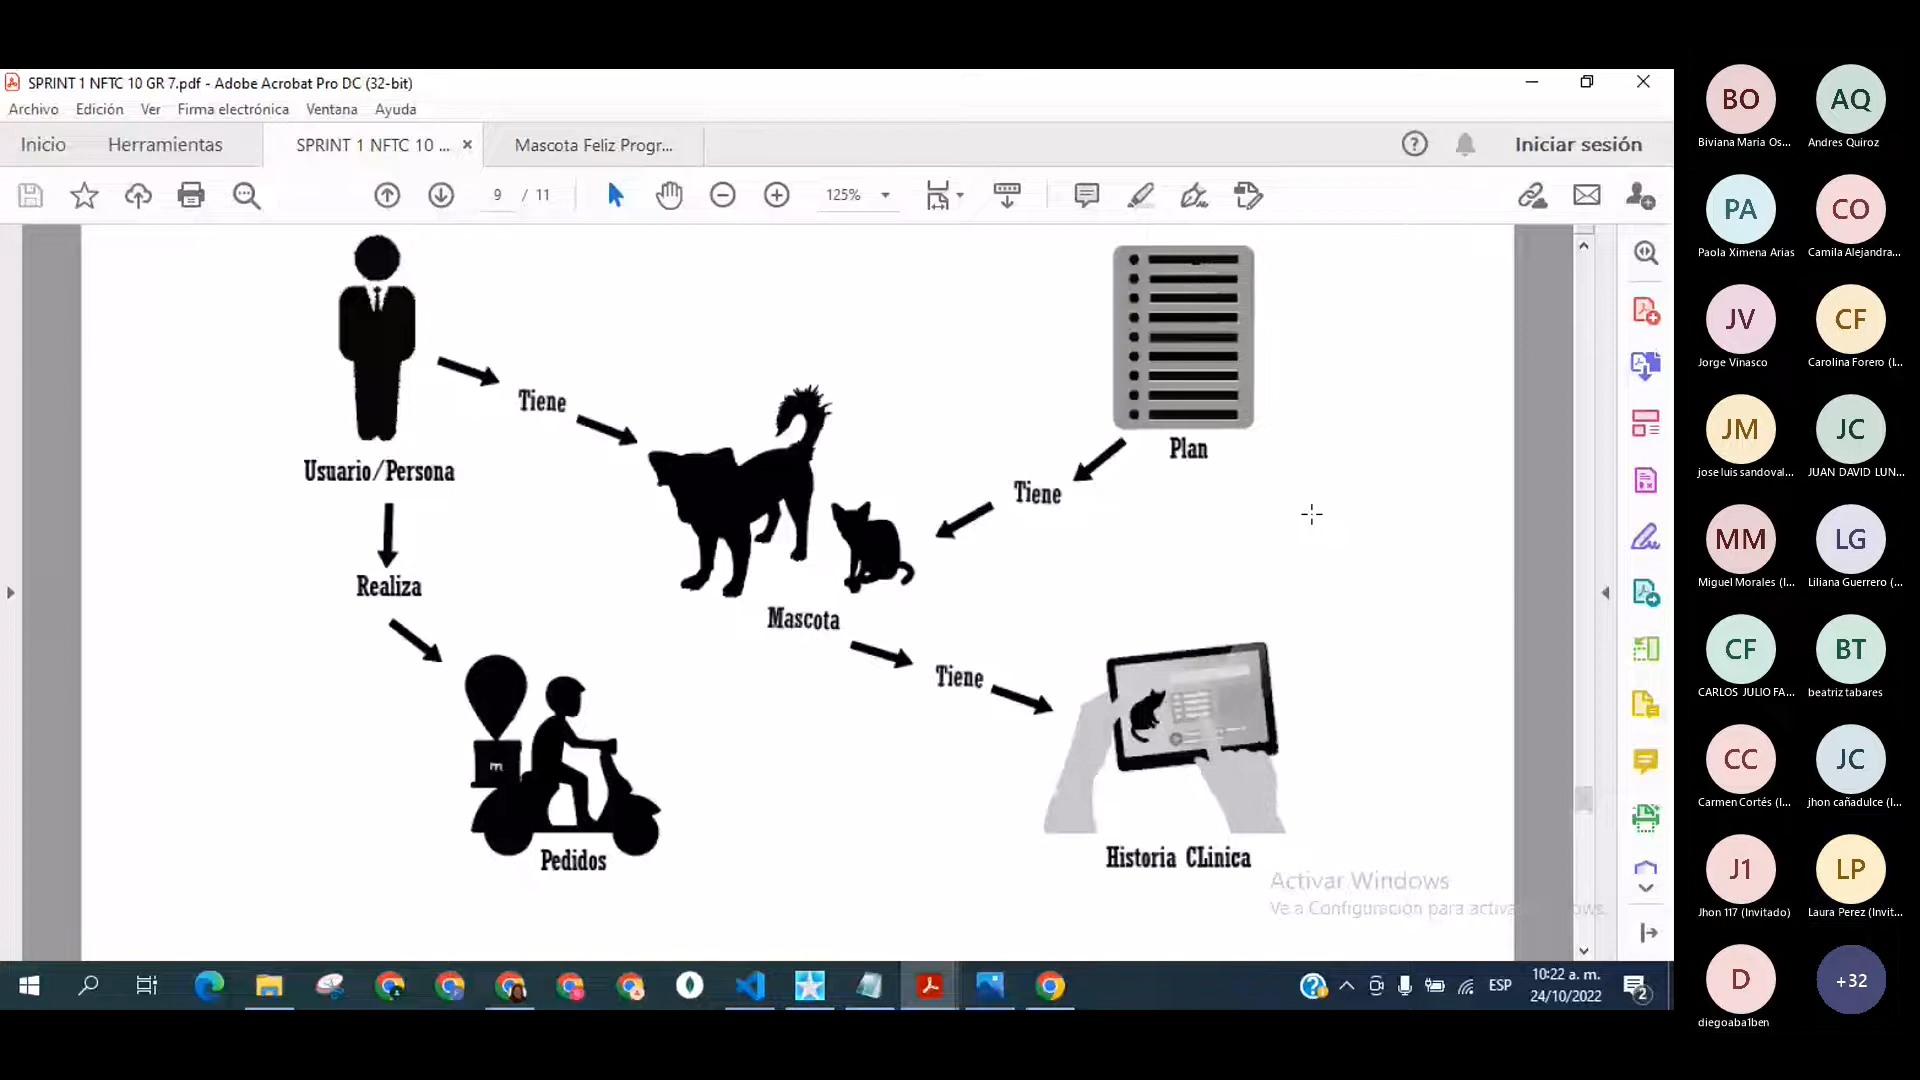 SPRINT 1 NFTC 10 GR 7.pdf - Adobe Acrobat Pro DC (32-bit)
Archivo Edición Ver Firma electrónica Ventana Ayuda
Inicio Herramientas SPRINT 1 NFTC 10 ... × Mascota Feliz Progr... Iniciar sesión
9 / 11 125%
Tiene
Usuario/Persona
Plan
Tiene
Realiza
Mascota
Tiene
m
Pedidos
Historia CLinica
Activar Windows
Ve a Configuración para activar Windows.
10:22 a. m.
ESP
24/10/2022
2
BO AQ
Biviana Maria Os... Andres Quiroz
PA CO
Paola Ximena Arias Camila Alejandra...
JV CF
Jorge Vinasco Carolina Forero (I...
JM JC
jose luis sandoval... JUAN DAVID LUN...
MM LG
Miguel Morales (I... Liliana Guerrero (...
CF BT
CARLOS JULIO FA... beatriz tabares
CC JC
Carmen Cortés (I... jhon cañadulce (I...
J1 LP
Jhon 117 (Invitado) Laura Perez (Invit...
D +32
diegoaba1ben